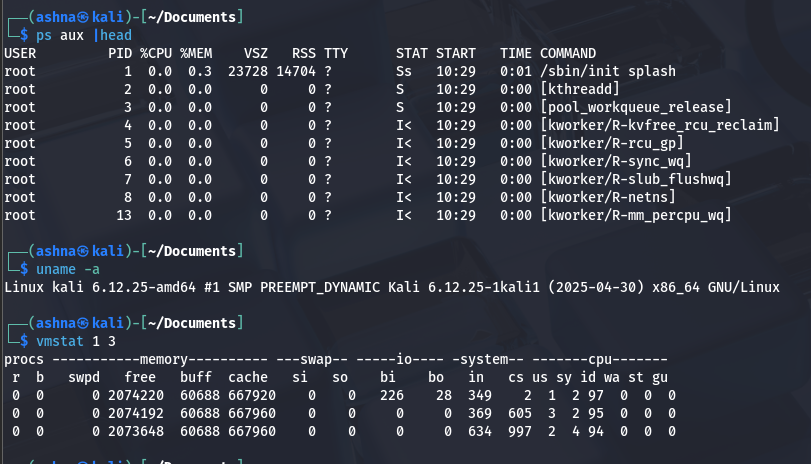 ┌──(ashna㉿kali)-[~/Documents]
└─$ ps aux |head
USER         PID %CPU %MEM    VSZ   RSS TTY      STAT START   TIME COMMAND
root           1  0.0  0.3  23728 14704 ?        Ss   10:29   0:01 /sbin/init splash
root           2  0.0  0.0      0     0 ?        S    10:29   0:00 [kthreadd]
root           3  0.0  0.0      0     0 ?        S    10:29   0:00 [pool_workqueue_release]
root           4  0.0  0.0      0     0 ?        I<   10:29   0:00 [kworker/R-kvfree_rcu_reclaim]
root           5  0.0  0.0      0     0 ?        I<   10:29   0:00 [kworker/R-rcu_gp]
root           6  0.0  0.0      0     0 ?        I<   10:29   0:00 [kworker/R-sync_wq]
root           7  0.0  0.0      0     0 ?        I<   10:29   0:00 [kworker/R-slub_flushwq]
root           8  0.0  0.0      0     0 ?        I<   10:29   0:00 [kworker/R-netns]
root          13  0.0  0.0      0     0 ?        I<   10:29   0:00 [kworker/R-mm_percpu_wq]
┌──(ashna㉿kali)-[~/Documents]
└─$ uname -a
Linux kali 6.12.25-amd64 #1 SMP PREEMPT_DYNAMIC Kali 6.12.25-1kali1 (2025-04-30) x86_64 GNU/Linux
┌──(ashna㉿kali)-[~/Documents]
└─$ vmstat 1 3
procs -----------memory---------- ---swap-- -----io---- -system-- -------cpu-------
 r  b   swpd   free   buff  cache   si   so    bi    bo   in   cs us sy id wa st gu
 0  0      0 2074220  60688 667920    0    0   226    28  349    2  1  2 97  0  0  0
 0  0      0 2074192  60688 667960    0    0     0     0  369  605  3  2 95  0  0  0
 0  0      0 2073648  60688 667960    0    0     0     0  634  997  2  4 94  0  0  0